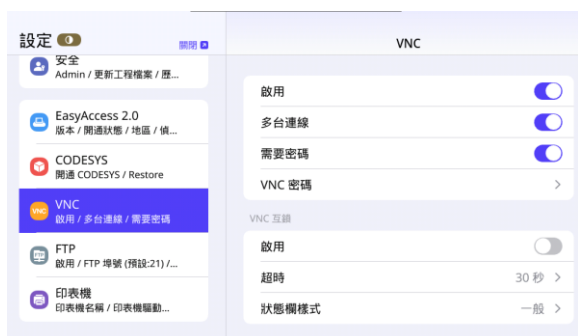 設定
關閉
安全
Admin / 更新工程檔案 / 歷...
EasyAccess 2.0
版本 / 開通狀態 / 地區 / 偵...
CODESYS
開通 CODESYS / Restore
VNC
VNC
啟用 / 多台連線 / 需要密碼
FTP
啟用 / FTP 埠號 (預設:21) /...
印表機
印表機名稱 / 印表機驅動...
VNC
啟用
多台連線
需要密碼
VNC 密碼
VNC 互鎖
啟用
超時 30 秒
狀態欄樣式 一般